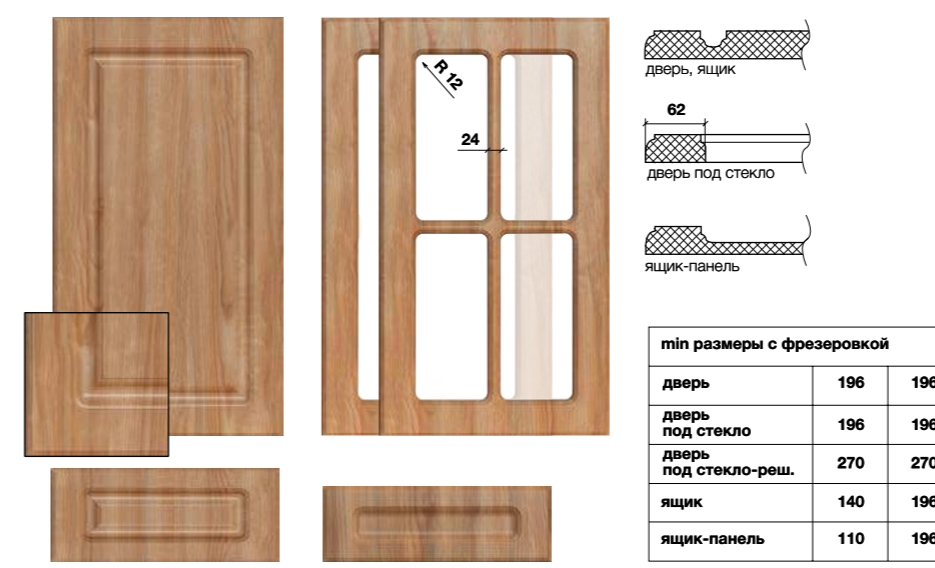 R 12
24
дверь, ящик
62
дверь под стекло
ящик-панель
min размеры с фрезеровкой
дверь 196 196
дверь под стекло 196 196
дверь под стекло-реш. 270 270
ящик 140 196
ящик-панель 110 196